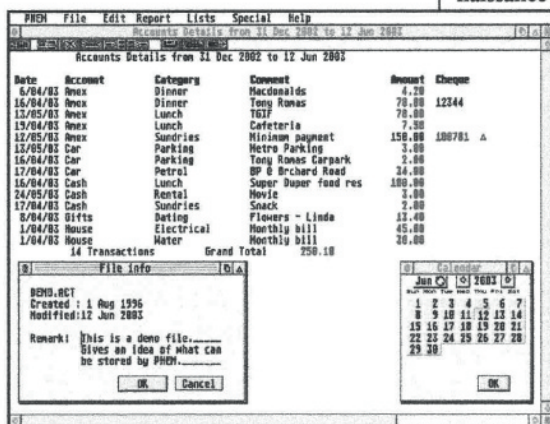 PHEM File Edit Report Lists Special Help
Accounts Details from 31 Dec 2002 to 12 Jun 2003
Accounts Details from 31 Dec 2002 to 12 Jun 2003
Date Account Category Comment Amount Cheque
6/04/03 Amex Dinner Macdonalds 4.20
16/04/03 Amex Dinner Tony Romas 78.80 12344
13/05/03 Amex Lunch TGIF 78.00
19/04/03 Amex Lunch Cafeteria 7.50
12/05/03 Amex Sundries Minimum payment 150.00 100781
13/05/03 Car Parking Metro Parking 3.00
16/04/03 Car Parking Tony Romas Carpark 2.00
17/04/03 Car Petrol BP @ Orchard Road 34.00
16/04/03 Cash Lunch Super Duper food res 100.00
24/05/03 Cash Rental Movie 3.00
17/04/03 Cash Sundries Snack 2.00
8/04/03 Gifts Dating Flowers - Linda 13.40
1/04/03 House Electrical Monthly bill 45.00
1/04/03 House Water Monthly bill
14 Transactions Grand Total 250.10
File info
DEMO.ACT
Created : 1 Aug 1996
Modified:12 Jun 2003
Remark: This is a demo file.
Gives an idea of what can
be stored by PHEM.
OK Cancel
Calendar
Jun 2003
Sun Mon Tue Wed Thu Fri Sat
1 2 3 4 5 6 7
8 9 10 11 12 13 14
15 16 17 18 19 20 21
22 23 24 25 26 27 28
29 30
OK